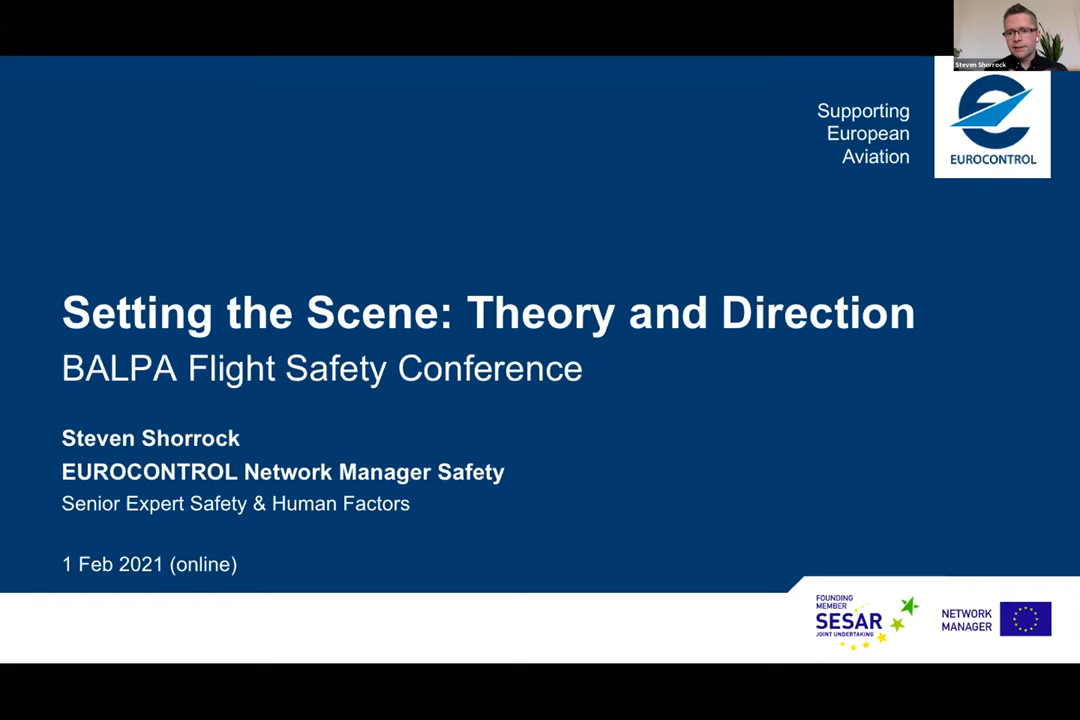 Steven Shorrock
Supporting
European
Aviation
EUROCONTROL
Setting the Scene: Theory and Direction
BALPA Flight Safety Conference
Steven Shorrock
EUROCONTROL Network Manager Safety
Senior Expert Safety & Human Factors
1 Feb 2021 (online)
FOUNDING
MEMBER
SESAR
JOINT UNDERTAKING
NETWORK
MANAGER